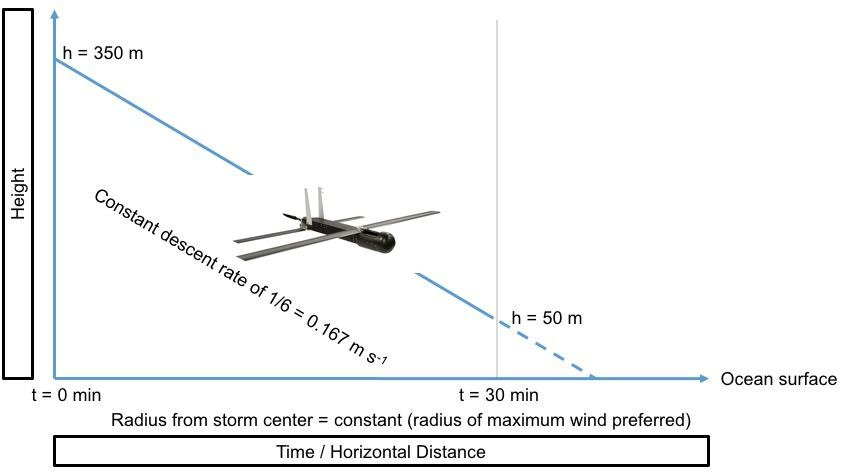 h = 350 m
Height
Constant descent rate of 1/6 = 0.167 m s⁻¹
h = 50 m
Ocean surface
t = 0 min
t = 30 min
Radius from storm center = constant (radius of maximum wind preferred)
Time / Horizontal Distance